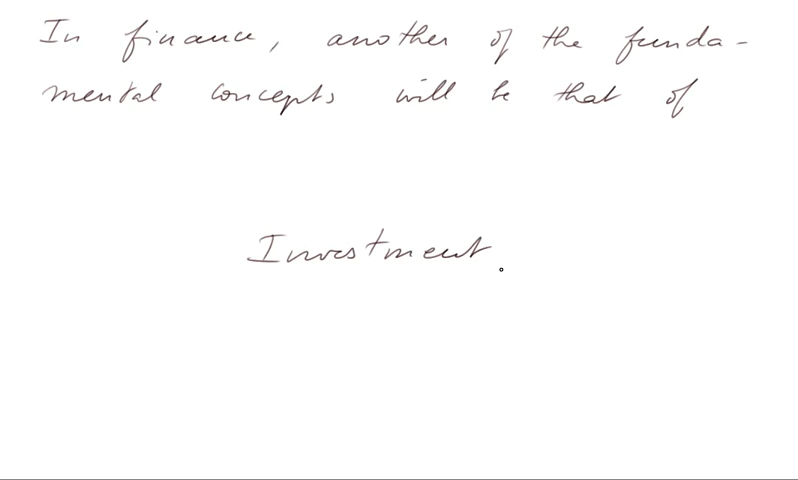 In finance, another of the funda-
mental concepts will be that of
Investment.